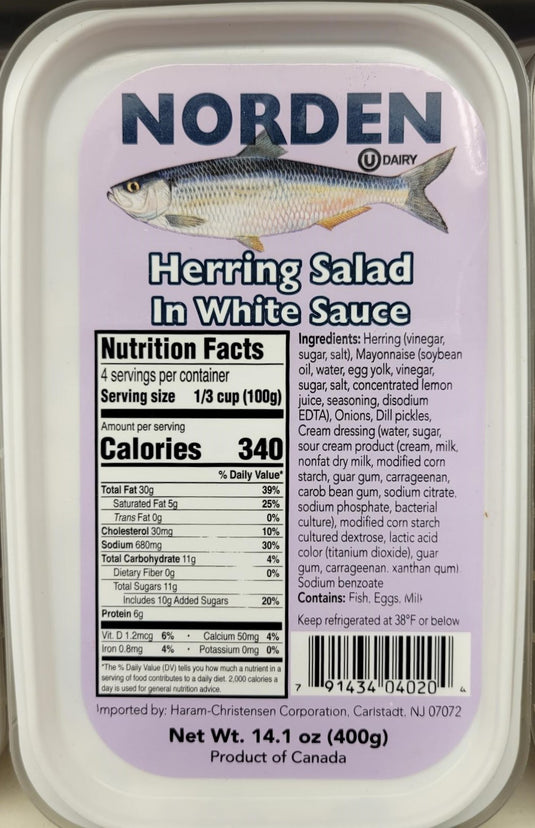 NORDEN
U DAIRY
Herring Salad
In White Sauce
Nutrition Facts
4 servings per container
Serving size 1/3 cup (100g)
Amount per serving
Calories 340
% Daily Value*
Total Fat 30g 39%
Saturated Fat 5g 25%
Trans Fat 0g 0%
Cholesterol 30mg 10%
Sodium 680mg 30%
Total Carbohydrate 11g 4%
Dietary Fiber 0g 0%
Total Sugars 11g
Includes 10g Added Sugars 20%
Protein 6g
Vit. D 1.2mcg 6% • Calcium 50mg 4%
Iron 0.8mg 4% • Potassium 0mg 0%
*The % Daily Value (DV) tells you how much a nutrient in a
serving of food contributes to a daily diet. 2,000 calories a
day is used for general nutrition advice.
Ingredients: Herring (vinegar,
sugar, salt), Mayonnaise (soybean
oil, water, egg yolk, vinegar,
sugar, salt, concentrated lemon
juice, seasoning, disodium
EDTA), Onions, Dill pickles,
Cream dressing (water, sugar,
sour cream product (cream, milk,
nonfat dry milk, modified corn
starch, guar gum, carrageenan,
carob bean gum, sodium citrate,
sodium phosphate, bacterial
culture), modified corn starch
cultured dextrose, lactic acid
color (titanium dioxide), guar
gum, carrageenan, xanthan gum)
Sodium benzoate
Contains: Fish, Eggs, Milk
Keep refrigerated at 38°F or below
7 91434 04020 4
Imported by: Haram-Christensen Corporation, Carlstadt, NJ 07072
Net Wt. 14.1 oz (400g)
Product of Canada